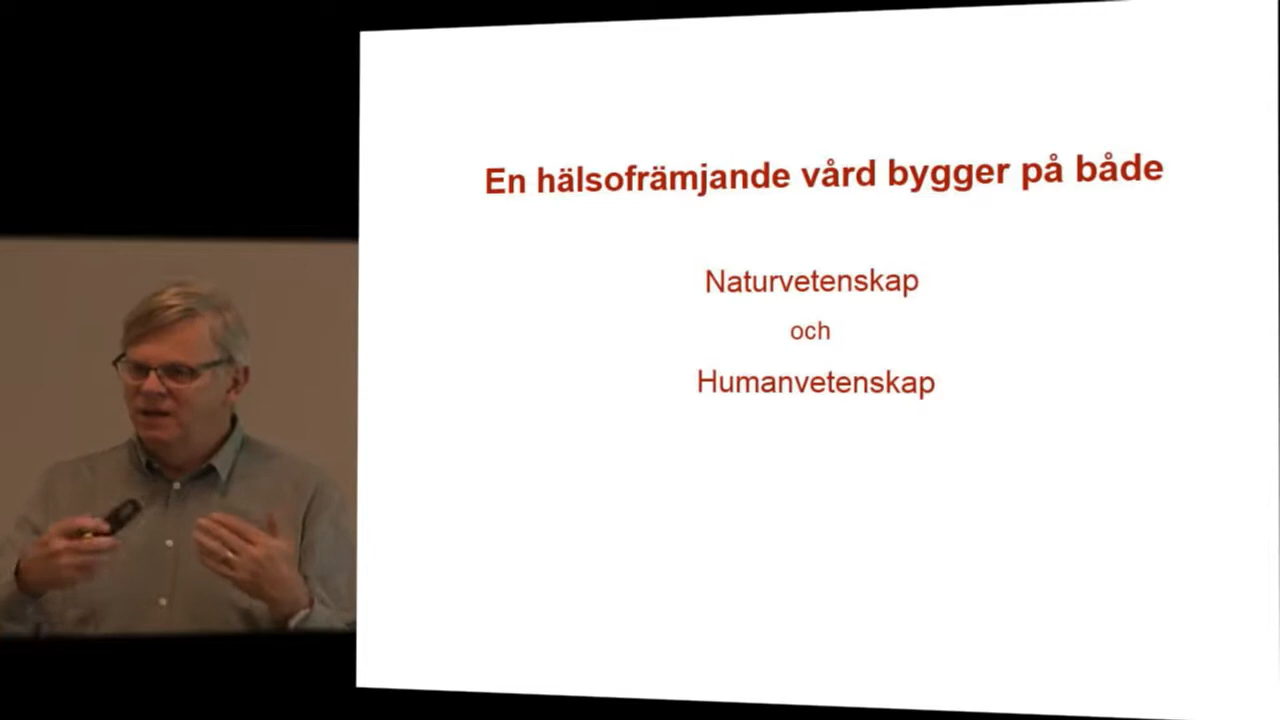 En hälsofrämjande vård bygger på både
Naturvetenskap
och
Humanvetenskap